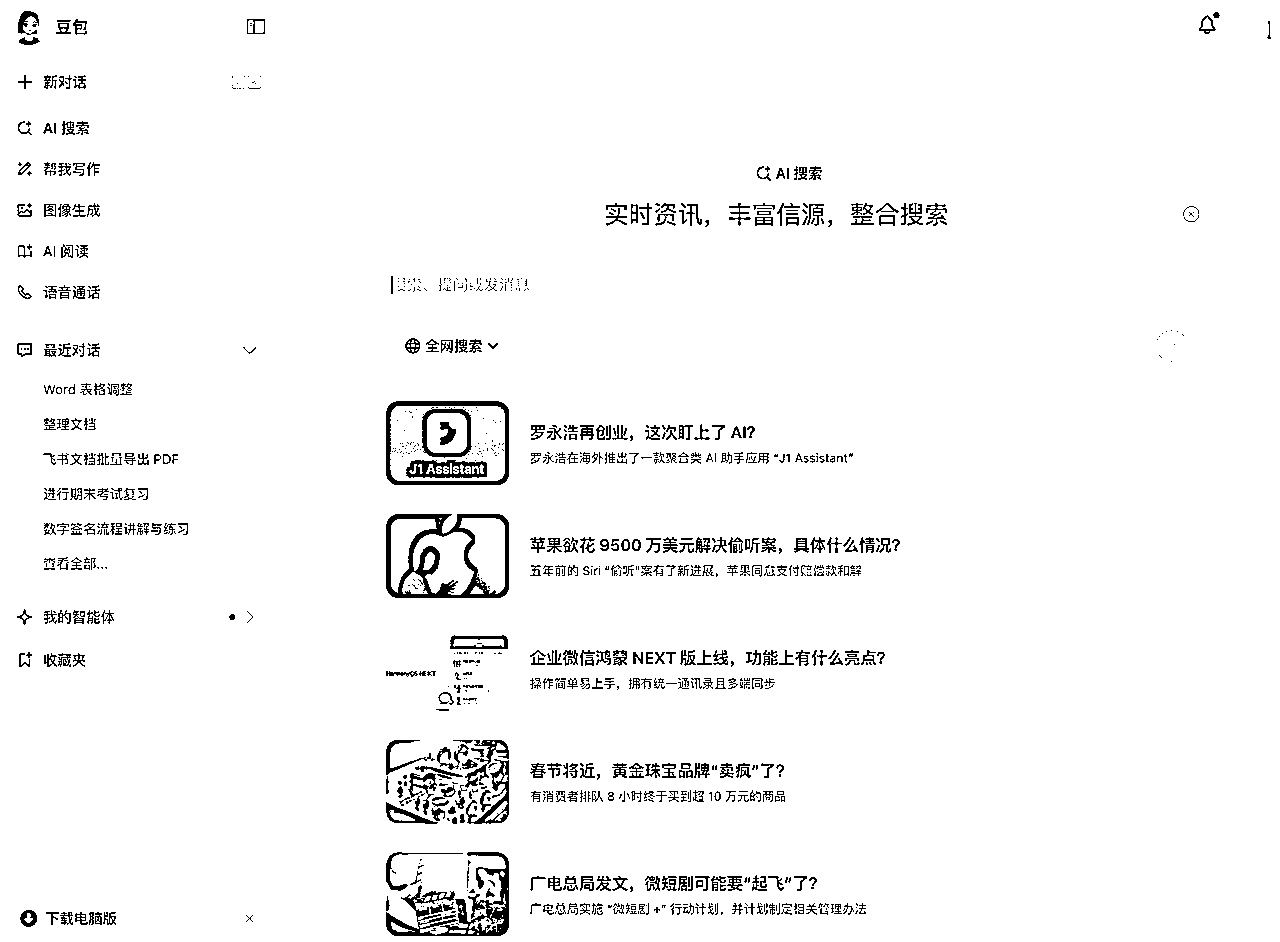 豆包
新对话
AI 搜索
帮我写作
图像生成
AI 阅读
语音通话
最近对话
Word 表格调整
整理文档
飞书文档批量导出 PDF
进行期末考试复习
数字签名流程讲解与练习
查看全部...
我的智能体
收藏夹
下载电脑版
AI 搜索
实时资讯，丰富信源，整合搜索
搜索、提问或发消息
全网搜索
J1 Assistant
罗永浩再创业，这次盯上了 AI？
罗永浩在海外推出了一款聚合类 AI 助手应用 “J1 Assistant”
苹果欲花 9500 万美元解决偷听案，具体什么情况？
五年前的 Siri “偷听”案有了新进展，苹果同意支付赔偿款和解
HarmonyOS NEXT
企业微信鸿蒙 NEXT 版上线，功能上有什么亮点？
操作简单易上手，拥有统一通讯录且多端同步
春节将近，黄金珠宝品牌“卖疯”了？
有消费者排队 8 小时终于买到超 10 万元的商品
广电总局发文，微短剧可能要“起飞”了？
广电总局实施 “微短剧 +” 行动计划，并计划制定相关管理办法